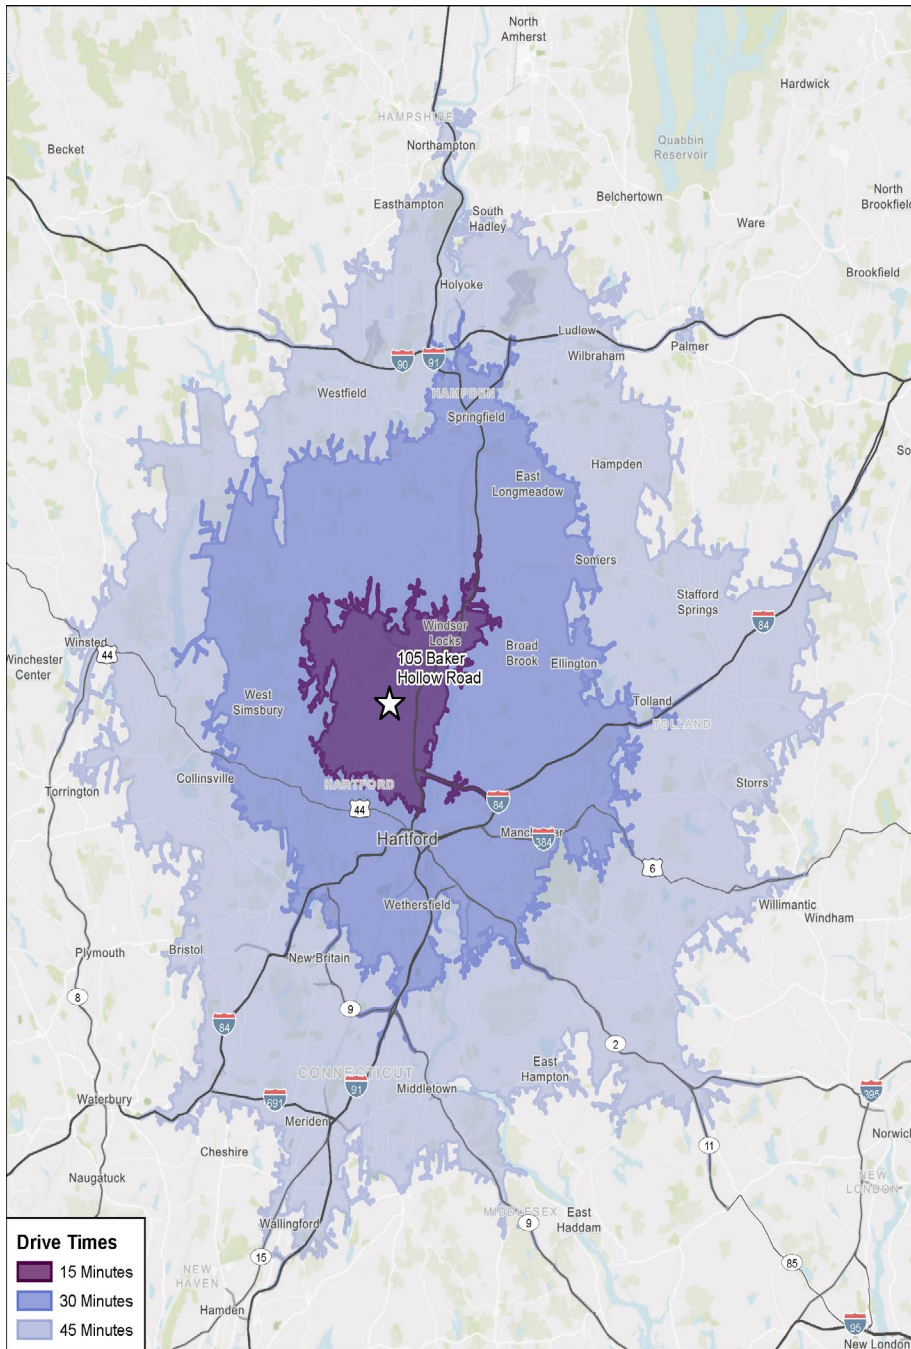 North
Amherst
Hardwick
HAMPSHIRE
Northampton
Becket
Quabbin
Reservoir
Easthampton
South
Hadley
Belchertown
North
Brookfield
Ware
Brookfield
Holyoke
Ludlow
Wilbraham
Palmer
90
91
Westfield
HAMPDEN
Springfield
So
Hampden
East
Longmeadow
Somers
Stafford
Springs
84
Windsor
Locks
105 Baker
Hollow Road
Broad
Brook
Ellington
Winsted
44
Winchester
Center
West
Simsbury
Tolland
TOLLAND
Collinsville
HARTFORD
Storrs
Torrington
44
84
Hartford
Manchester
384
6
Wethersfield
Willimantic
Windham
Bristol
Plymouth
New Britain
8
9
84
2
CONNECTICUT
East
Hampton
91
Middletown
691
395
Waterbury
Meriden
Norwich
Cheshire
11
Naugatuck
NEW
LONDON
MIDDLESEX
East
Haddam
9
Wallingford
15
85
NEW
HAVEN
Hamden
95
New London
Drive Times
15 Minutes
30 Minutes
45 Minutes